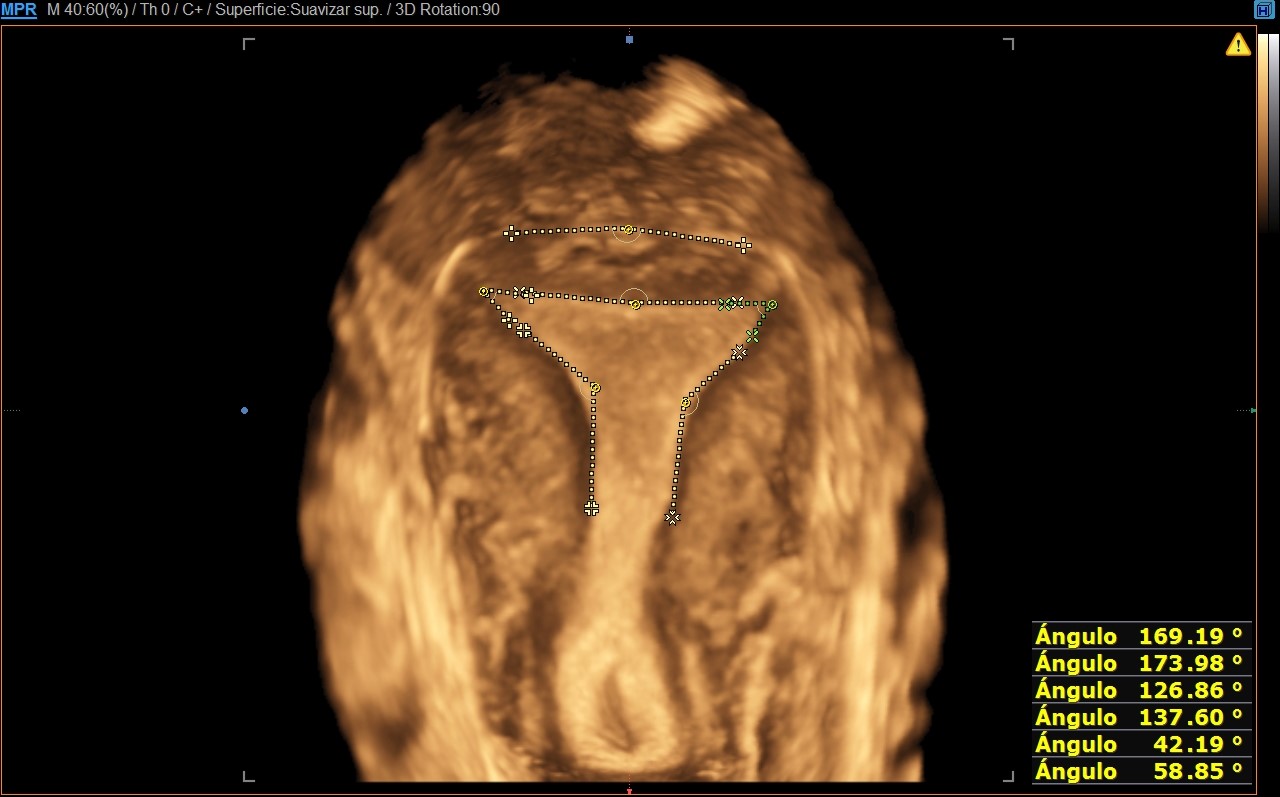 MPR M 40:60(%) / Th 0 / C+ / Superficie:Suavizar sup. / 3D Rotation:90
Ángulo 169.19 º
Ángulo 173.98 º
Ángulo 126.86 º
Ángulo 137.60 º
Ángulo 42.19 º
Ángulo 58.85 º